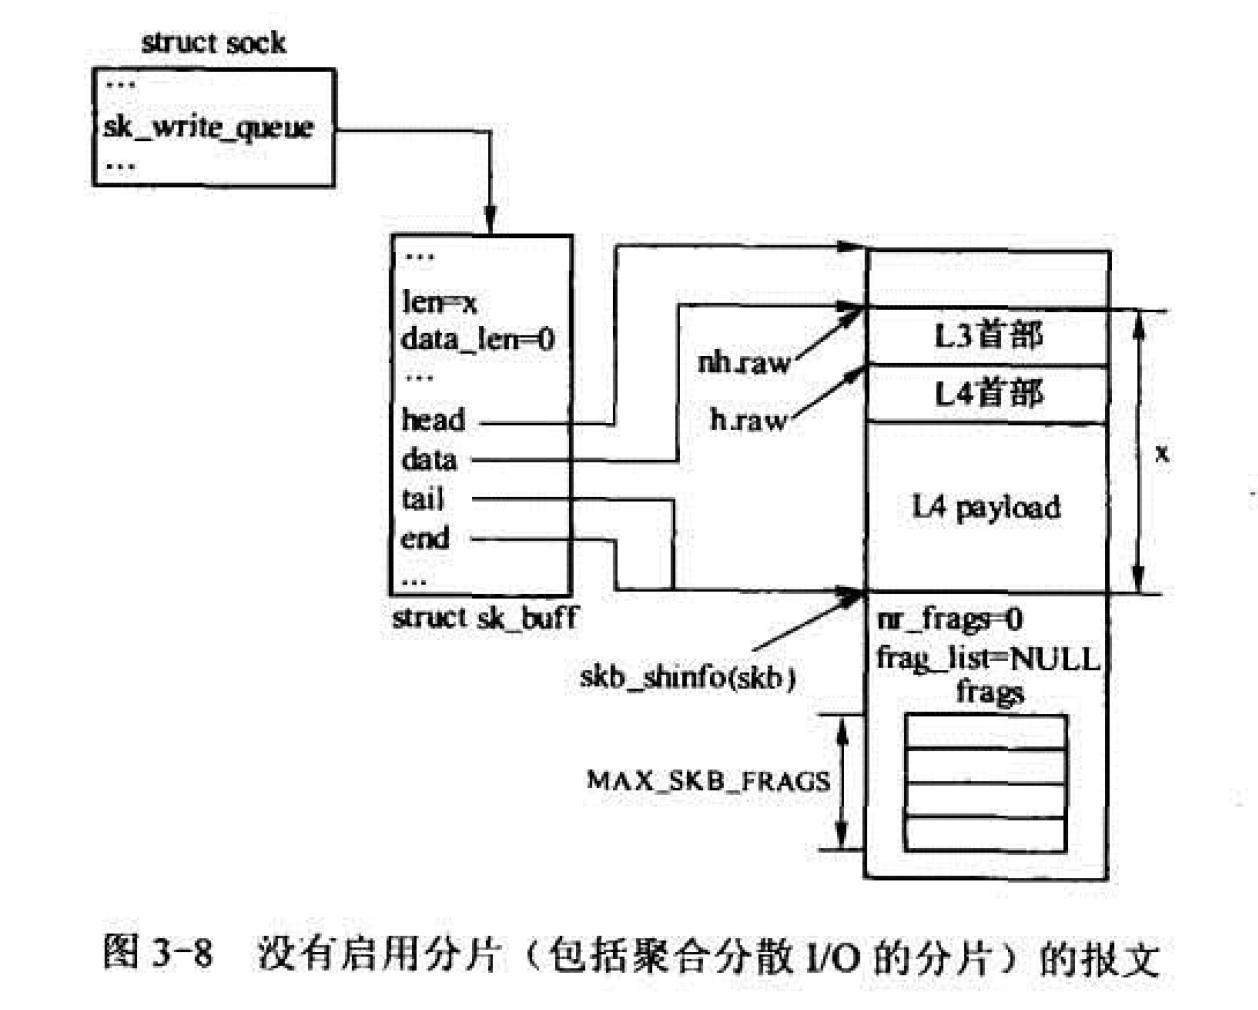 struct sock
...
sk_write_queue
...
...
len=x
data_len=0
...
head
data
tail
end
...
struct sk_buff
nh.raw
h.raw
L3首部
L4首部
L4 payload
x
skb_shinfo(skb)
nr_frags=0
frag_list=NULL
frags
MAX_SKB_FRAGS
图 3-8 没有启用分片（包括聚合分散 I/O 的分片）的报文